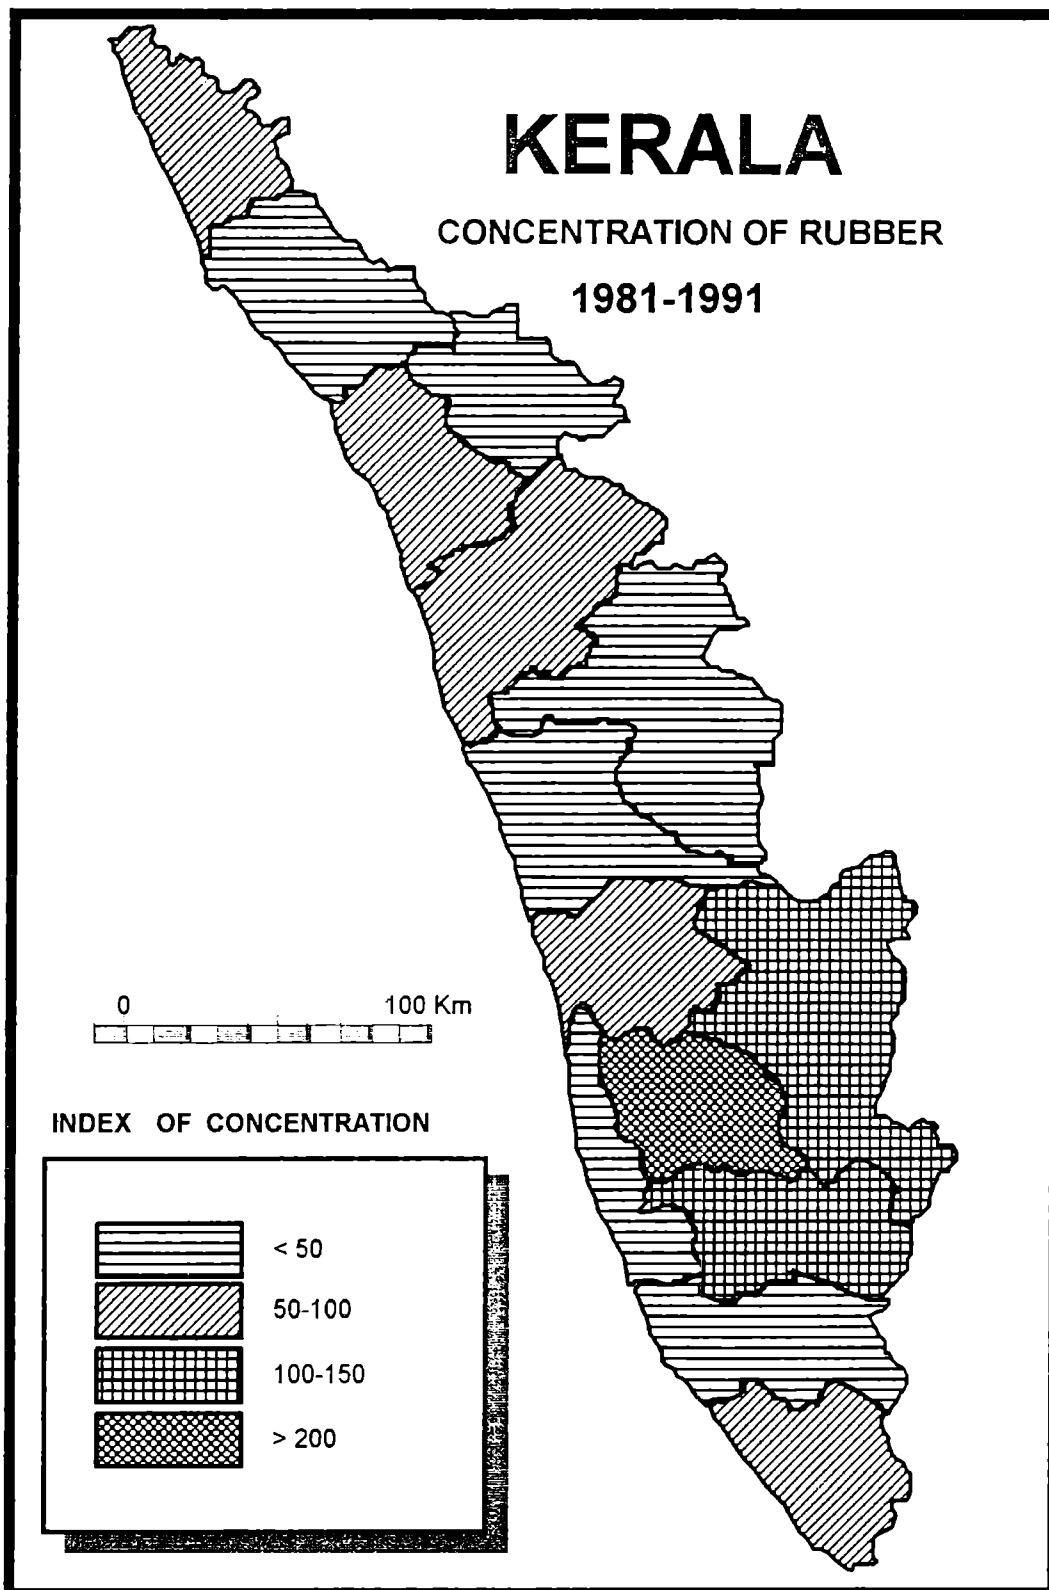 KERALA
CONCENTRATION OF RUBBER
1981-1991
0 100 Km
INDEX OF CONCENTRATION
< 50
50-100
100-150
> 200